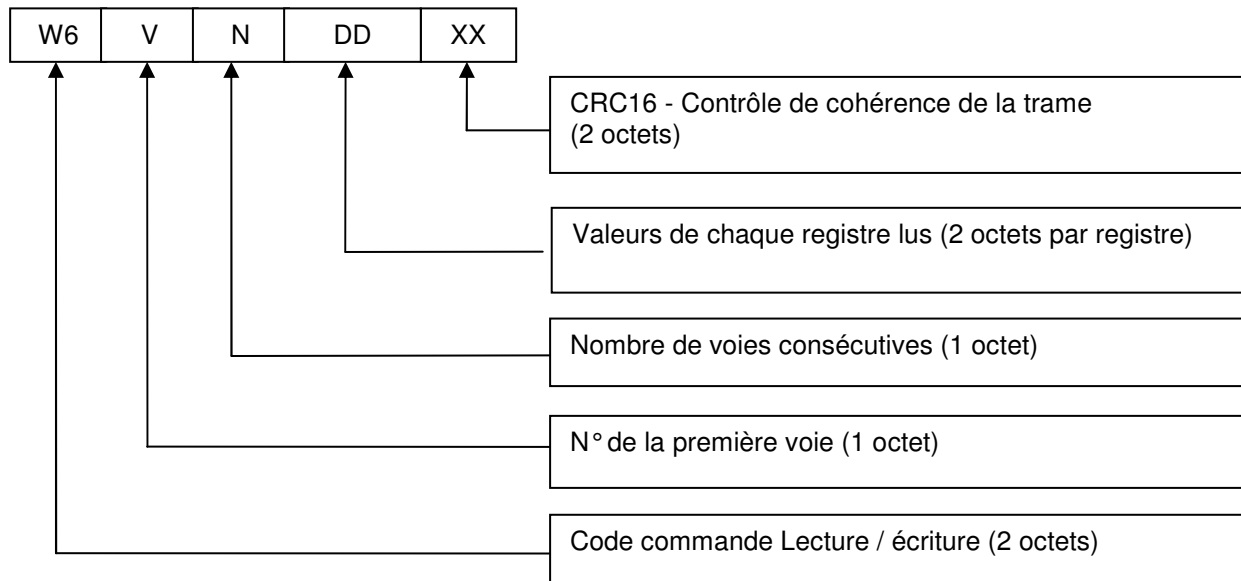 W6 V N DD XX
CRC16 - Contrôle de cohérence de la trame
(2 octets)
Valeurs de chaque registre lus (2 octets par registre)
Nombre de voies consécutives (1 octet)
N° de la première voie (1 octet)
Code commande Lecture / écriture (2 octets)